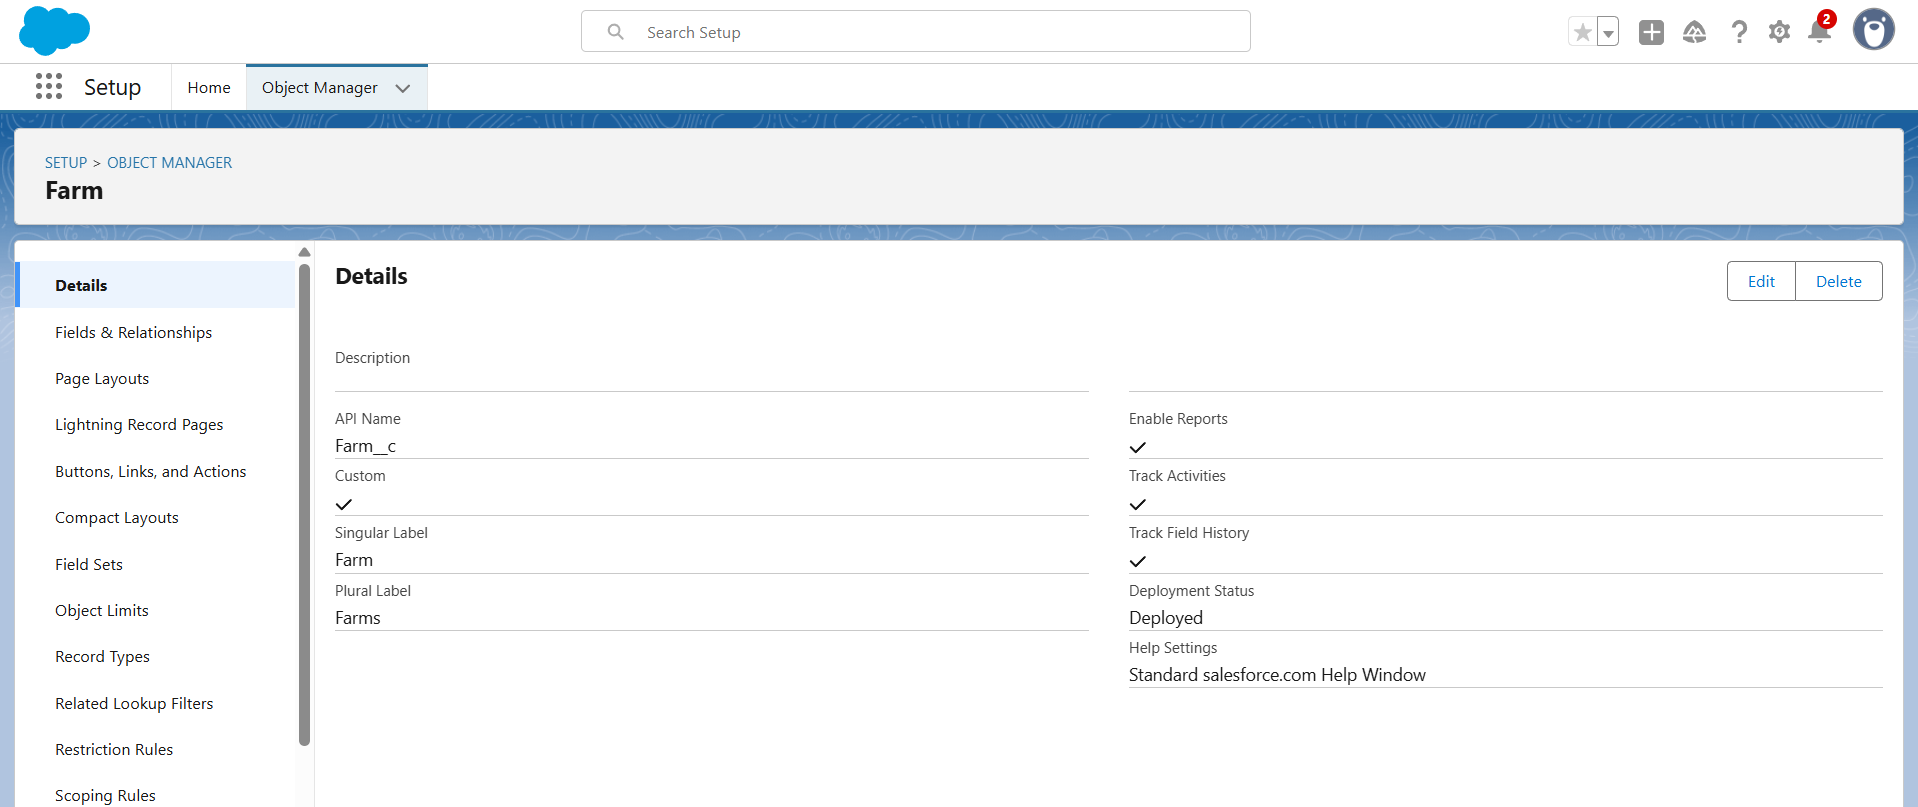 Search Setup
2
Setup
Home
Object Manager
SETUP > OBJECT MANAGER
Farm
Details
Fields & Relationships
Page Layouts
Lightning Record Pages
Buttons, Links, and Actions
Compact Layouts
Field Sets
Object Limits
Record Types
Related Lookup Filters
Restriction Rules
Scoping Rules
Details
Edit
Delete
Description
API Name
Farm__c
Custom
Singular Label
Farm
Plural Label
Farms
Enable Reports
Track Activities
Track Field History
Deployment Status
Deployed
Help Settings
Standard salesforce.com Help Window